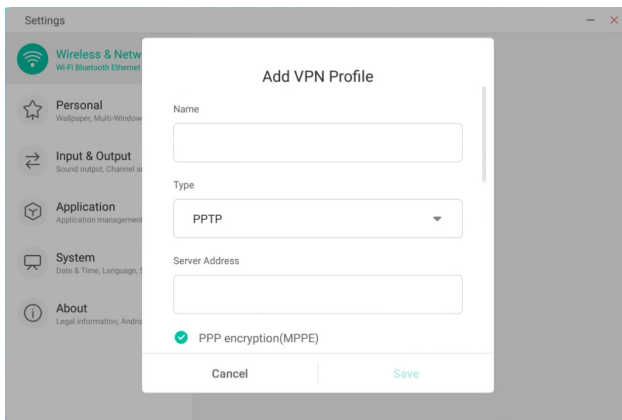 Settings
Wireless & Netw
Wi-Fi Bluetooth Ethernet
Personal
Wallpaper, Multi-Window
Input & Output
Sound output, Channel s
Application
Application managemen
System
Date & Time, Language, S
About
Legal information, Andro
Add VPN Profile
Name
Type
PPTP
Server Address
PPP encryption(MPPE)
Cancel
Save